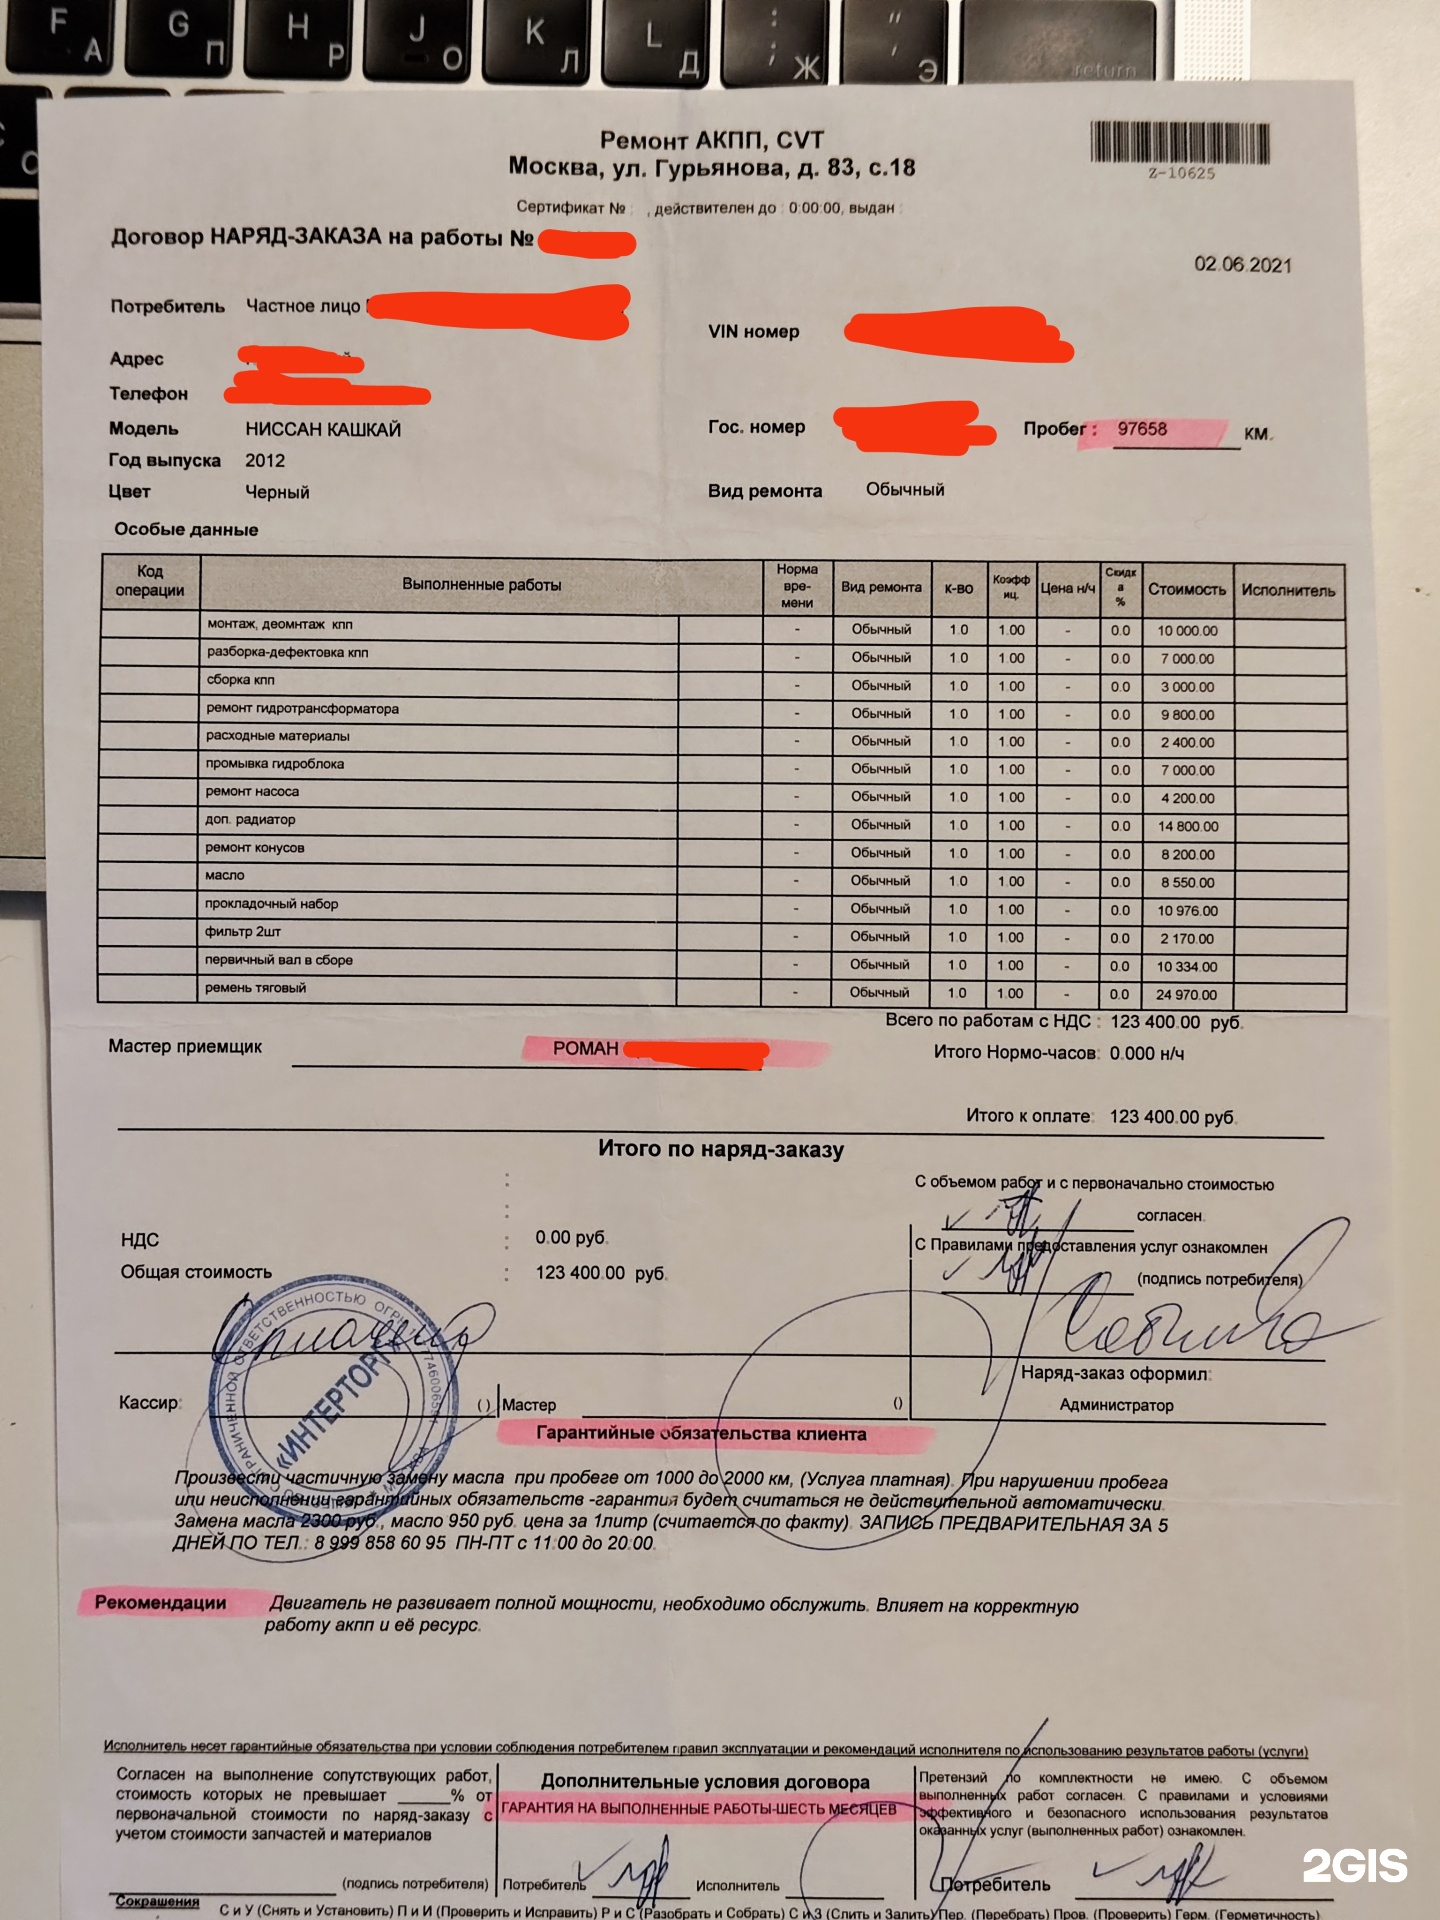 F А G П H Р J О K Л L Д ; : Ж " ' Э return
Ремонт АКПП, CVT
Москва, ул. Гурьянова, д. 83, с.18
Z-10625
Сертификат № : , действителен до : 0:00:00, выдан :
Договор НАРЯД-ЗАКАЗА на работы №
02.06.2021
Потребитель Частное лицо
VIN номер
Адрес
Телефон
Модель НИССАН КАШКАЙ
Гос. номер Пробег : 97658 КМ.
Год выпуска 2012
Цвет Черный
Вид ремонта Обычный
Особые данные
Код операции Выполненные работы Норма вре-мени Вид ремонта к-во Коэфф иц. Цена н/ч Скидк а % Стоимость Исполнитель
монтаж, деомнтаж кпп - Обычный 1.0 1.00 - 0.0 10 000.00
разборка-дефектовка кпп - Обычный 1.0 1.00 - 0.0 7 000.00
сборка кпп - Обычный 1.0 1.00 - 0.0 3 000.00
ремонт гидротрансформатора - Обычный 1.0 1.00 - 0.0 9 800.00
расходные материалы - Обычный 1.0 1.00 - 0.0 2 400.00
промывка гидроблока - Обычный 1.0 1.00 - 0.0 7 000.00
ремонт насоса - Обычный 1.0 1.00 - 0.0 4 200.00
доп. радиатор - Обычный 1.0 1.00 - 0.0 14 800.00
ремонт конусов - Обычный 1.0 1.00 - 0.0 8 200.00
масло - Обычный 1.0 1.00 - 0.0 8 550.00
прокладочный набор - Обычный 1.0 1.00 - 0.0 10 976.00
фильтр 2шт - Обычный 1.0 1.00 - 0.0 2 170.00
первичный вал в сборе - Обычный 1.0 1.00 - 0.0 10 334.00
ремень тяговый - Обычный 1.0 1.00 - 0.0 24 970.00
Всего по работам с НДС : 123 400.00 руб.
Мастер приемщик РОМАН
Итого Нормо-часов: 0.000 н/ч
Итого к оплате: 123 400.00 руб.
Итого по наряд-заказу
С объемом работ и с первоначально стоимостью
согласен.
НДС : 0.00 руб.
С Правилами предоставления услуг ознакомлен
Общая стоимость : 123 400.00 руб.
(подпись потребителя)
ОТВЕТСТВЕННОСТЬЮ ОГРН
«ИНТЕРТОРГ»
Наряд-заказ оформил:
Кассир: () Мастер () Администратор
Гарантийные обязательства клиента
Произвести частичную замену масла при пробеге от 1000 до 2000 км, (Услуга платная). При нарушении пробега
или неисполнении гарантийных обязательств -гарантия будет считаться не действительной автоматически.
Замена масла 2300 руб., масло 950 руб. цена за 1литр (считается по факту). ЗАПИСЬ ПРЕДВАРИТЕЛЬНАЯ ЗА 5
ДНЕЙ ПО ТЕЛ.: 8 999 858 60 95 ПН-ПТ с 11:00 до 20:00.
Рекомендации Двигатель не развивает полной мощности, необходимо обслужить. Влияет на корректную
работу акпп и её ресурс.
Исполнитель несет гарантийные обязательства при условии соблюдения потребителем правил эксплуатации и рекомендаций исполнителя по использованию результатов работы (услуги)
Согласен на выполнение сопутствующих работ,
стоимость которых не превышает ______% от
первоначальной стоимости по наряд-заказу с
учетом стоимости запчастей и материалов
(подпись потребителя)
Дополнительные условия договора
ГАРАНТИЯ НА ВЫПОЛНЕННЫЕ РАБОТЫ-ШЕСТЬ МЕСЯЦЕВ
Потребитель Исполнитель
Претензий по комплектности не имею. С объемом
выполненных работ согласен. С правилами и условиями
эффективного и безопасного использования результатов
оказанных услуг (выполненных работ) ознакомлен.
Потребитель
Сокращения С и У (Снять и Установить) П и И (Проверить и Исправить) Р и С (Разобрать и Собрать) С и З (Слить и Залить) Пер. (Перебрать) Пров. (Проверить) Герм. (Герметичность)
2GIS